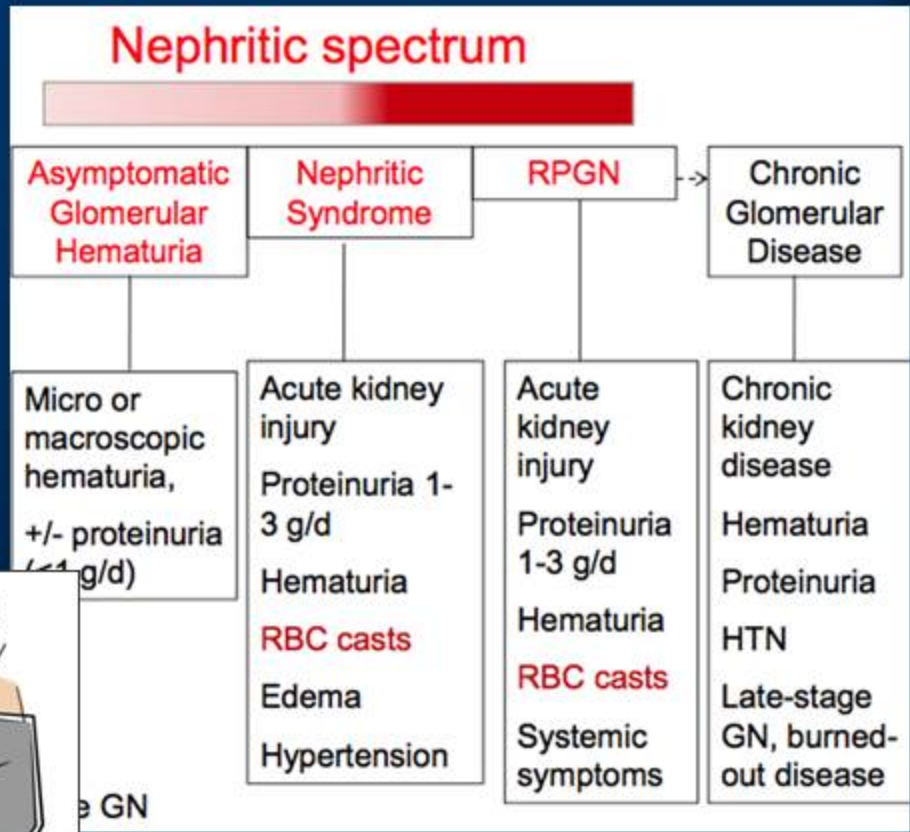 Nephritic spectrum
Asymptomatic
Glomerular
Hematuria
Nephritic
Syndrome
RPGN
Chronic
Glomerular
Disease
Micro or
macroscopic
hematuria,
+/- proteinuria
(<1 g/d)
Acute kidney
injury
Proteinuria 1-
3 g/d
Hematuria
RBC casts
Edema
Hypertension
Acute
kidney
injury
Proteinuria
1-3 g/d
Hematuria
RBC casts
Systemic
symptoms
Chronic
kidney
disease
Hematuria
Proteinuria
HTN
Late-stage
GN, burned-
out disease
GN